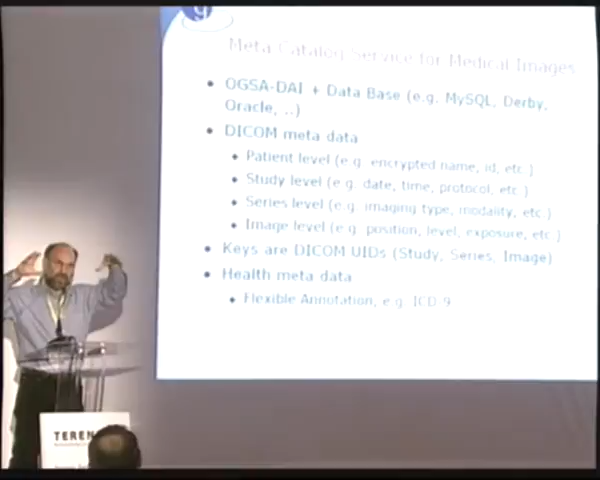 Meta Catalog Service for Medical Images
• OGSA-DAI + Data Base (e.g. MySQL, Derby,
Oracle, ..)
• DICOM meta data
• Patient level (e.g. encrypted name, id, etc.)
• Study level (e.g. date, time, protocol, etc.)
• Series level (e.g. imaging type, modality, etc.)
• Image level (e.g. position, level, exposure, etc.)
• Keys are DICOM UIDs (Study, Series, Image)
• Health meta data
• Flexible Annotation, e.g. ICD-9
TEREN